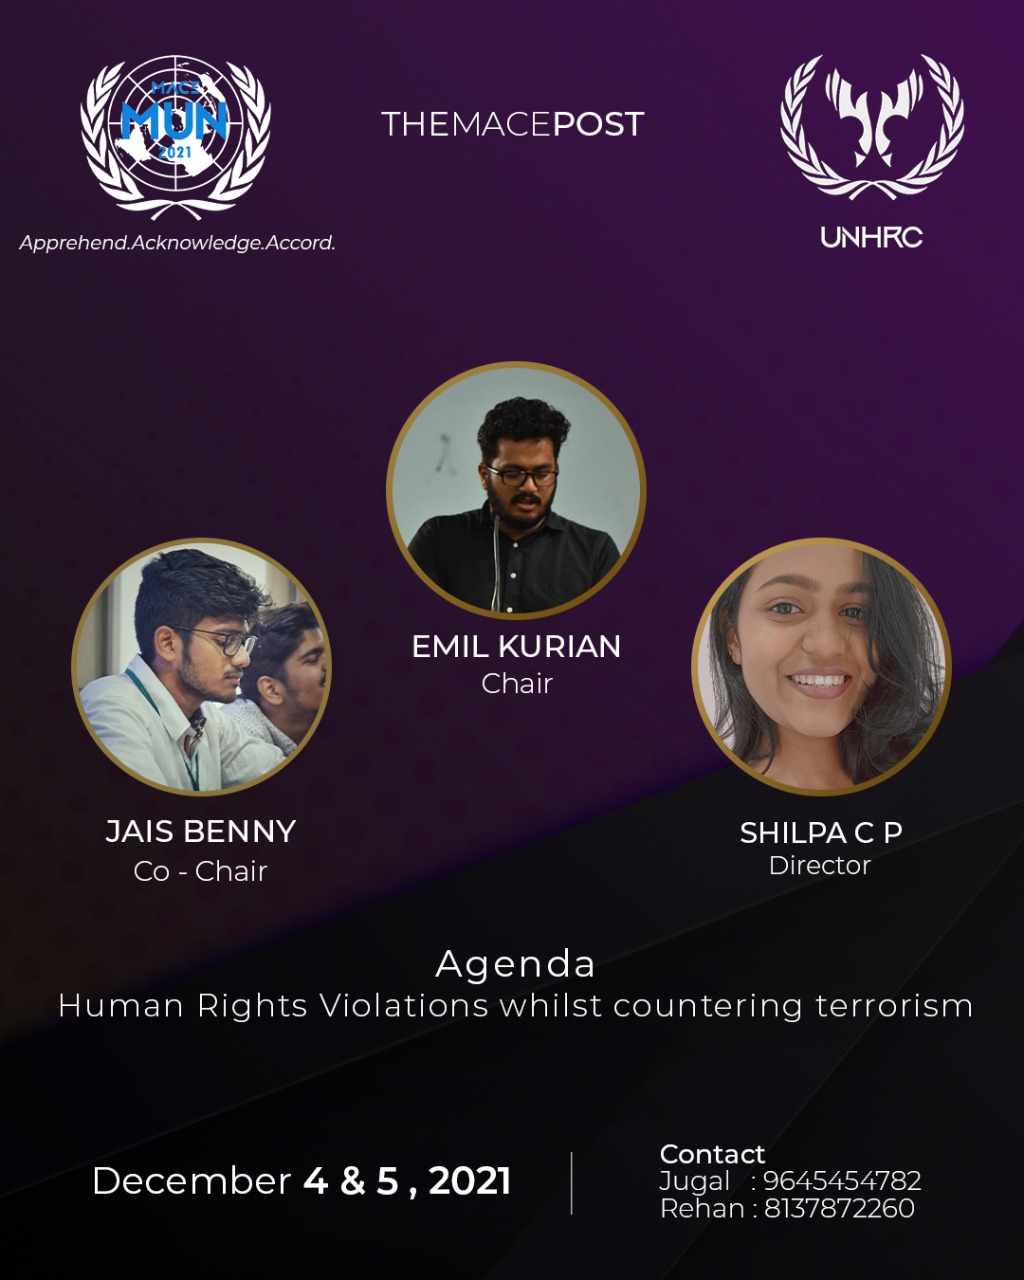 MACE
MUN
2021
Apprehend.Acknowledge.Accord.
THEMACEPOST
UNHRC
EMIL KURIAN
Chair
JAIS BENNY
Co - Chair
SHILPA C P
Director
Agenda
Human Rights Violations whilst countering terrorism
December 4 & 5 , 2021
Contact
Jugal : 9645454782
Rehan : 8137872260